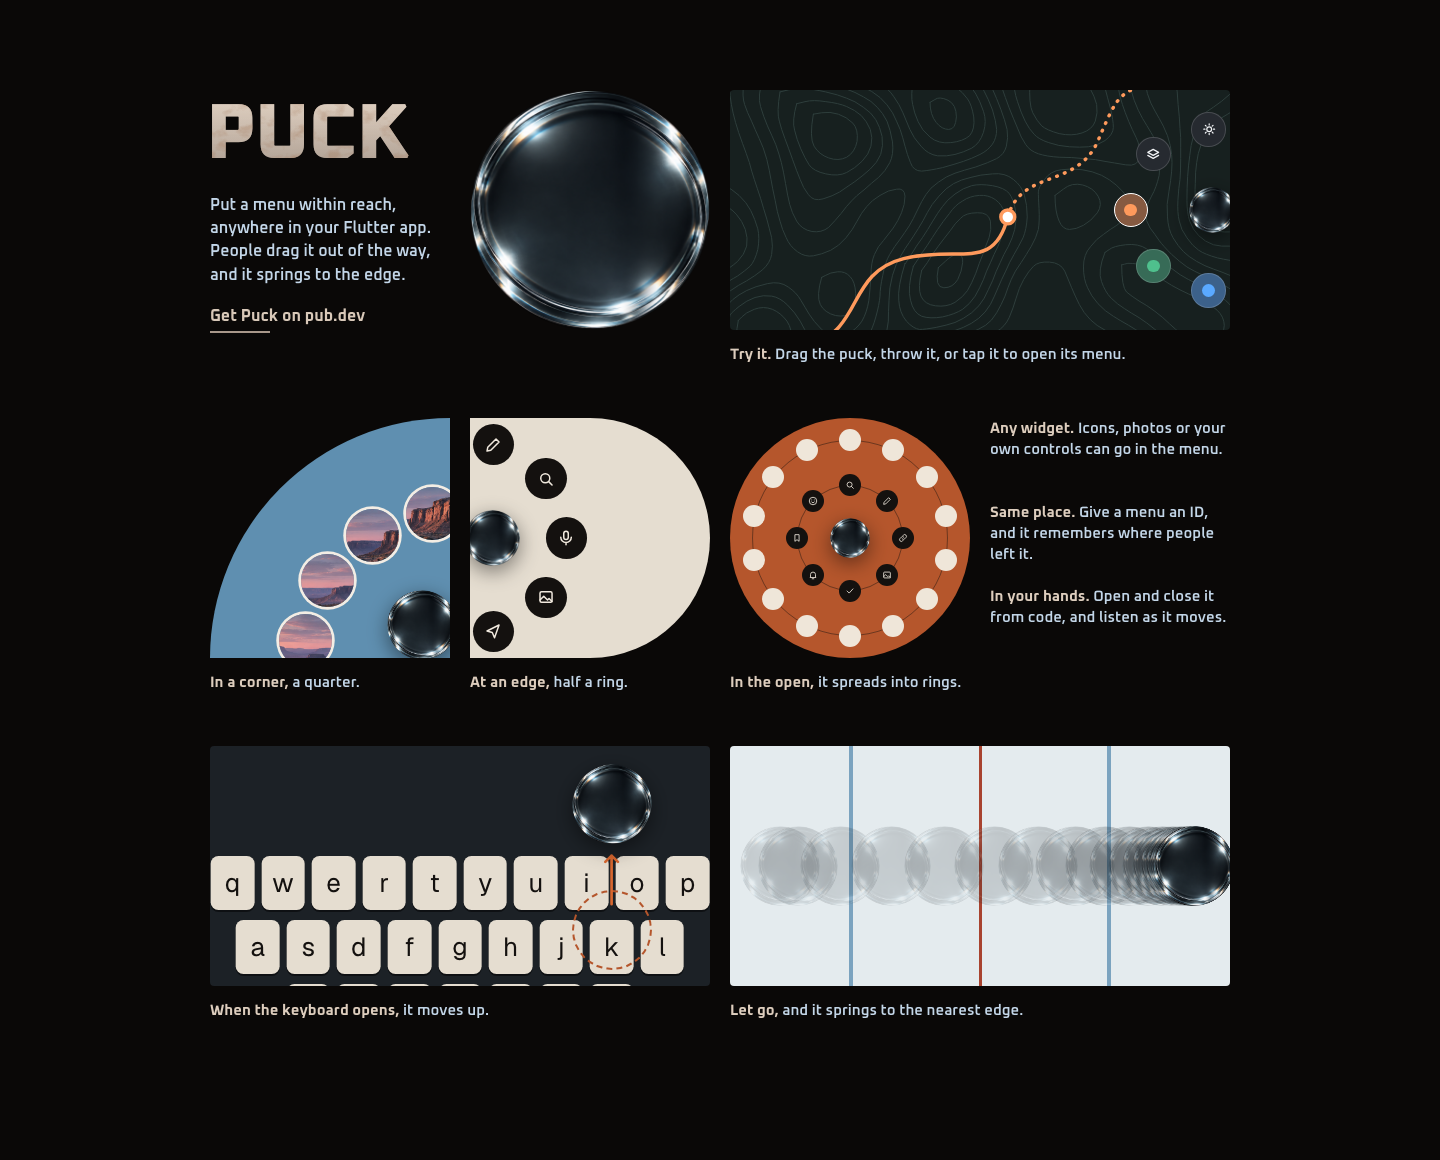 PUCK
Put a menu within reach,
anywhere in your Flutter app.
People drag it out of the way,
and it springs to the edge.
Get Puck on pub.dev
Try it. Drag the puck, throw it, or tap it to open its menu.
In a corner, a quarter.
At an edge, half a ring.
In the open, it spreads into rings.
Any widget. Icons, photos or your
own controls can go in the menu.
Same place. Give a menu an ID,
and it remembers where people
left it.
In your hands. Open and close it
from code, and listen as it moves.
q w e r t y u i o p
a s d f g h j k l
When the keyboard opens, it moves up.
Let go, and it springs to the nearest edge.